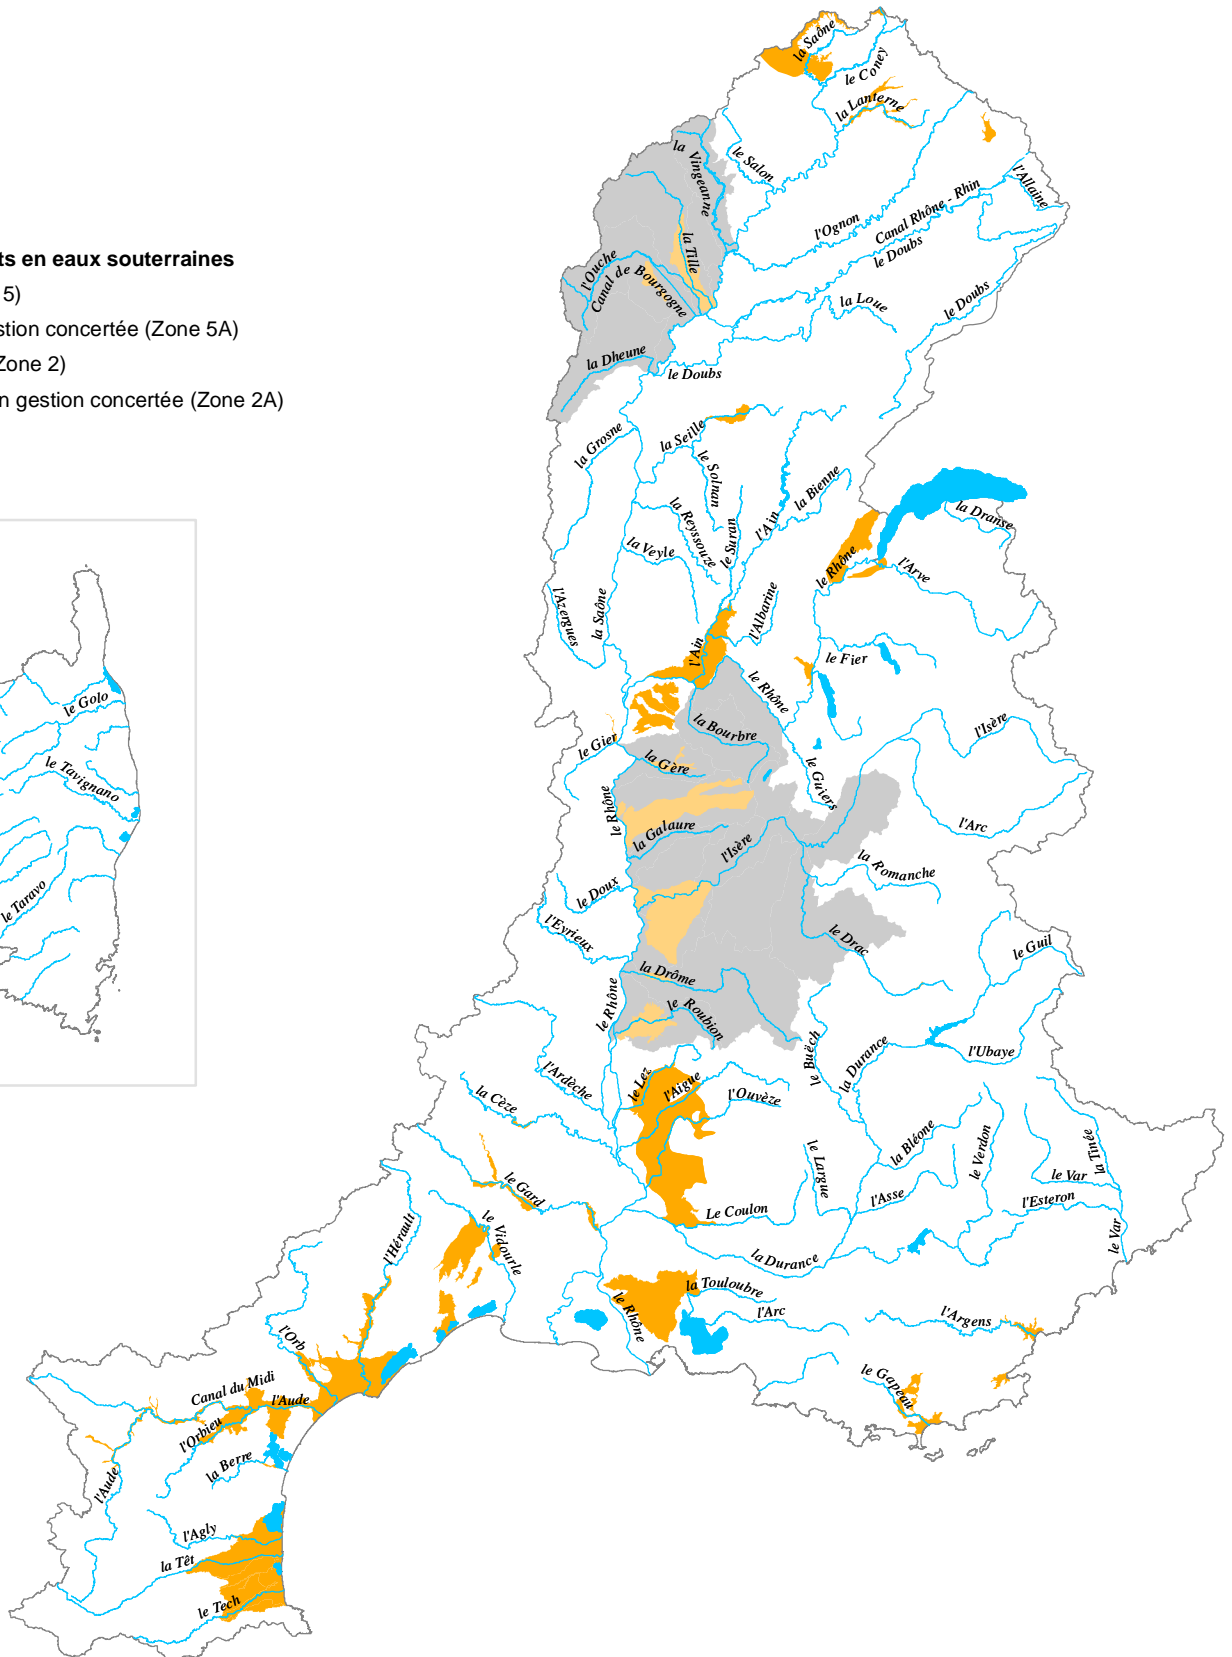 ts en eaux souterraines
5)
stion concertée (Zone 5A)
Zone 2)
n gestion concertée (Zone 2A)
la Saône
le Coney
la Lanterne
la Vingeanne
le Salon
l'Allaine
l'Ognon
Canal Rhône - Rhin
le Doubs
la Tille
l'Ouche
Canal de Bourgogne
la Loue
le Doubs
la Dheune
le Doubs
la Grosne
la Seille
le Solnan
la Bienne
la Reyssouze
le Suran
l'Ain
la Dranse
la Veyle
le Rhône
l'Arve
l'Azergues
la Saône
l'Albarine
l'Ain
le Fier
le Rhône
le Golo
la Bourbre
l'Isère
le Gier
la Gère
le Guiers
le Tavignano
le Rhône
la Galaure
l'Isère
l'Arc
la Romanche
le Taravo
le Doux
l'Eyrieux
le Drac
le Guil
la Drôme
le Rhône
le Roubion
le Buëch
la Durance
l'Ubaye
l'Ardèche
le Lez
l'Aigue
l'Ouvèze
la Cèze
la Bléone
le Verdon
la Tinée
le Largue
le Gard
l'Asse
le Var
l'Esteron
Le Coulon
l'Hérault
le Vidourle
le Var
la Durance
la Touloubre
le Rhône
l'Arc
l'Argens
l'Orb
le Gapeau
Canal du Midi
l'Aude
l'Orbieu
la Berre
l'Aude
l'Agly
la Têt
le Tech